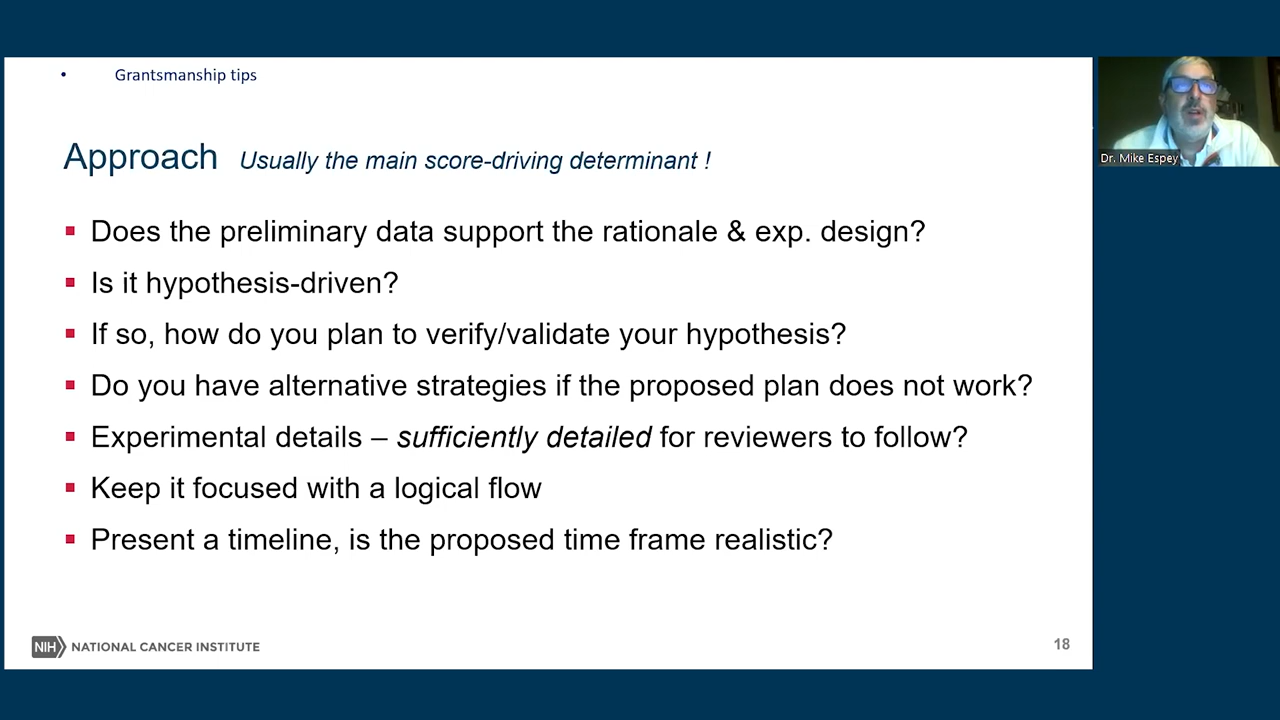 • Grantsmanship tips
Approach Usually the main score-driving determinant !
▪ Does the preliminary data support the rationale & exp. design?
▪ Is it hypothesis-driven?
▪ If so, how do you plan to verify/validate your hypothesis?
▪ Do you have alternative strategies if the proposed plan does not work?
▪ Experimental details – sufficiently detailed for reviewers to follow?
▪ Keep it focused with a logical flow
▪ Present a timeline, is the proposed time frame realistic?
NIH NATIONAL CANCER INSTITUTE
18
Dr. Mike Espey